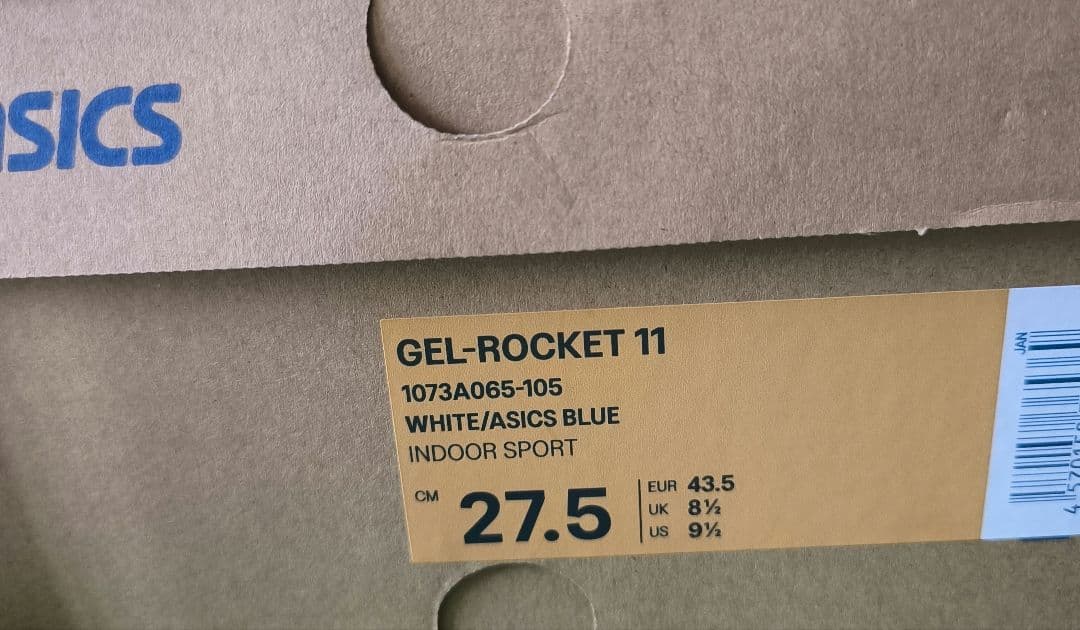 ASICS
GEL-ROCKET 11
1073A065-105
WHITE/ASICS BLUE
INDOOR SPORT
CM 27.5
EUR 43.5
UK 8½
US 9½
JAN